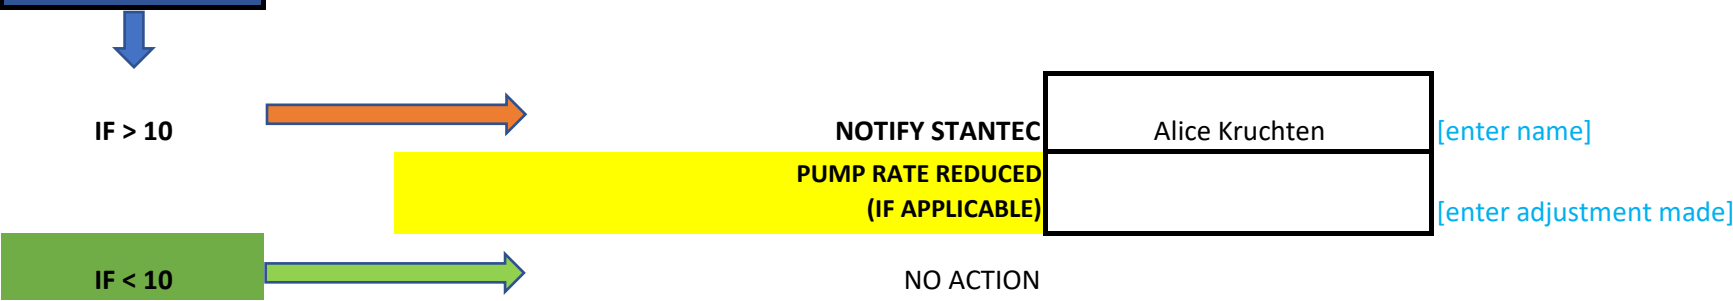 IF > 10
NOTIFY STANTEC
Alice Kruchten
[enter name]
PUMP RATE REDUCED
(IF APPLICABLE)
[enter adjustment made]
IF < 10
NO ACTION